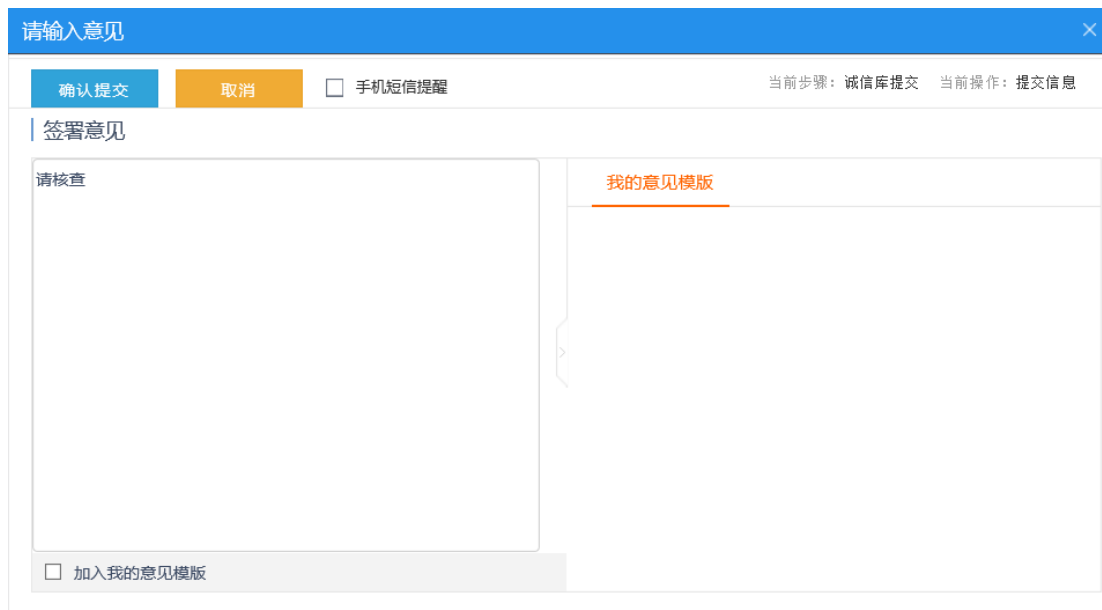 请输入意见
确认提交 取消 手机短信提醒 当前步骤：诚信库提交 当前操作：提交信息
签署意见
请核查
我的意见模版
加入我的意见模版